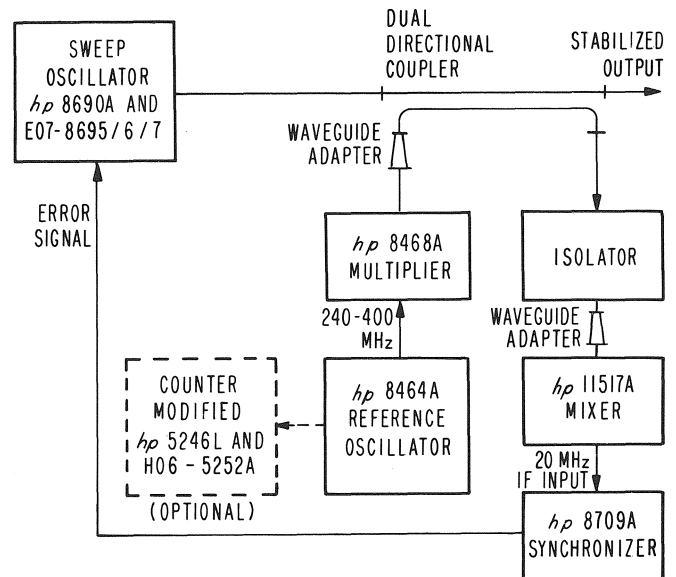 SWEEP
OSCILLATOR
hp 8690A AND
E07-8695/6/7
DUAL
DIRECTIONAL
COUPLER
STABILIZED
OUTPUT
WAVEGUIDE
ADAPTER
ERROR
SIGNAL
hp 8468A
MULTIPLIER
ISOLATOR
240-400
MHz
WAVEGUIDE
ADAPTER
COUNTER
MODIFIED
hp 5246L AND
H06-5252A
(OPTIONAL)
hp 8464A
REFERENCE
OSCILLATOR
hp 11517A
MIXER
20 MHz
IF INPUT
hp 8709A
SYNCHRONIZER